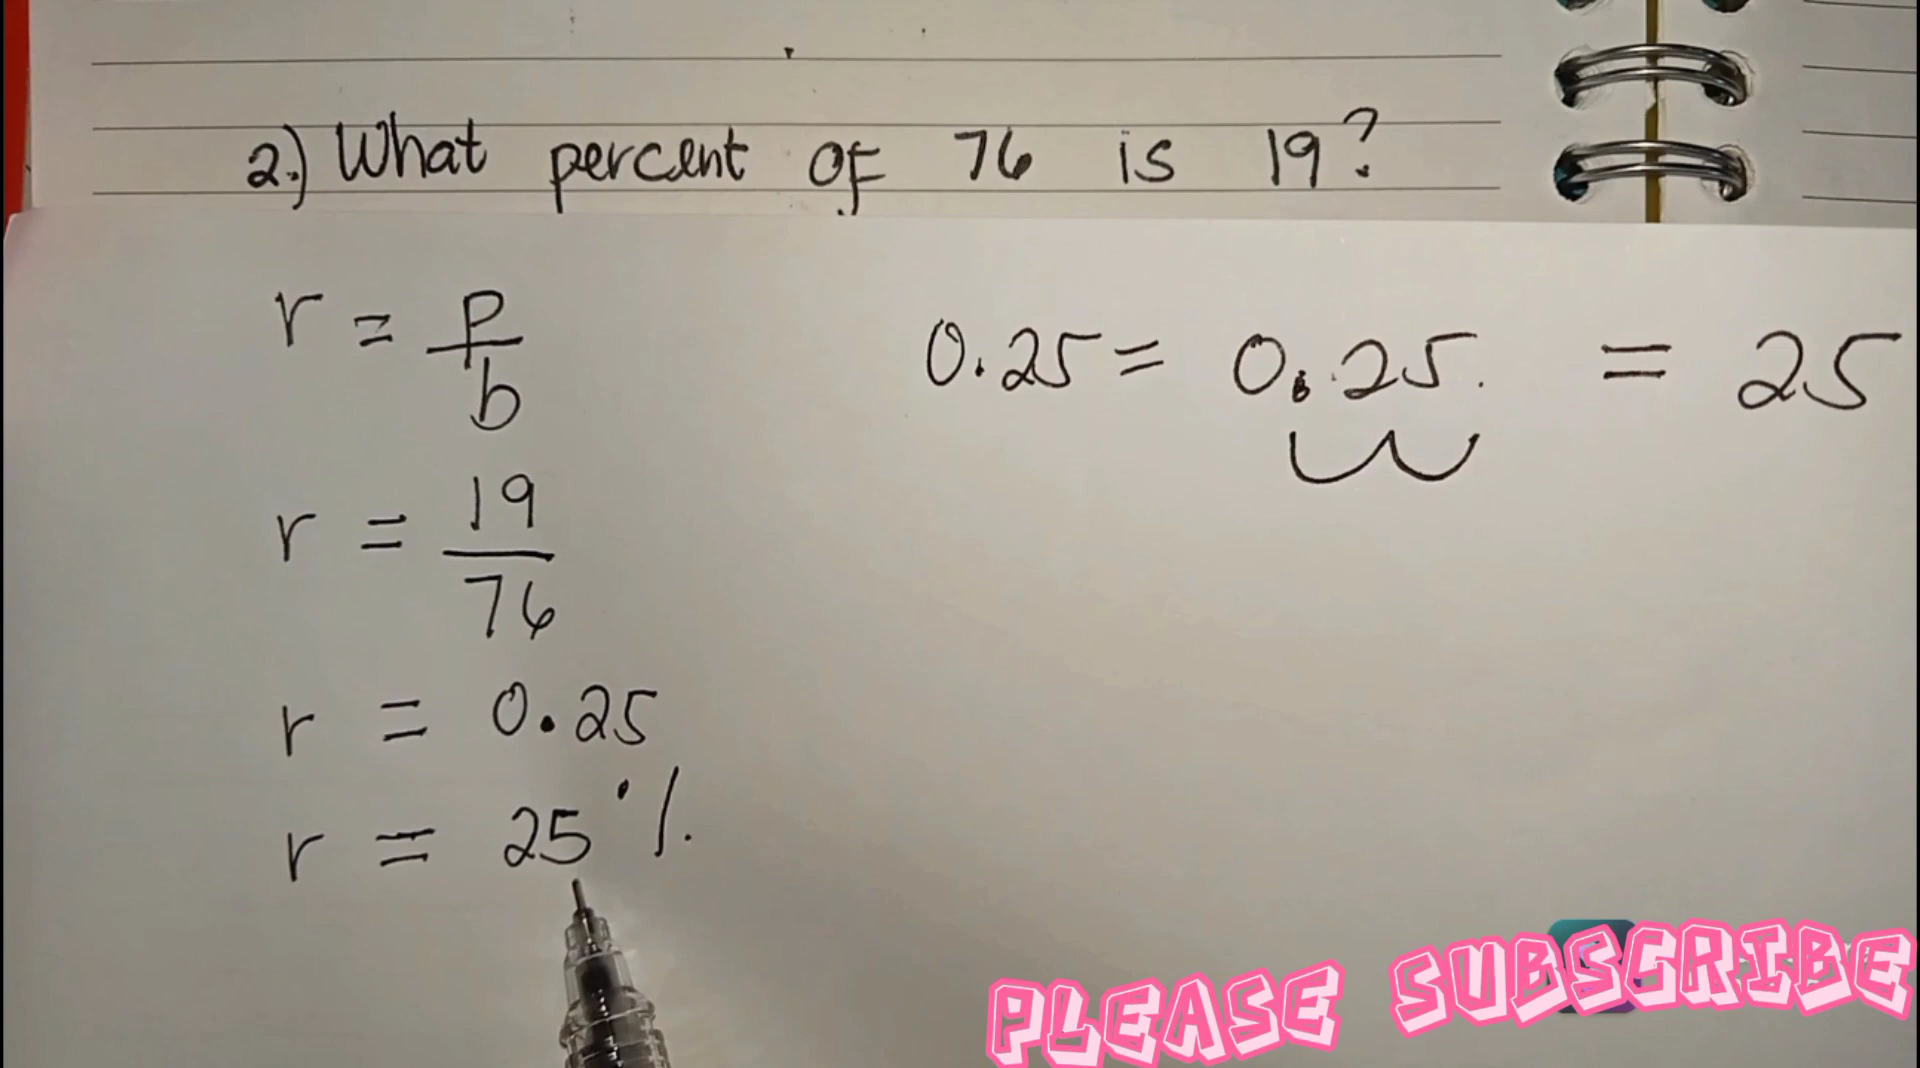 2.) What percent of 76 is 19?
r = p/b
0.25 = 0.25. = 25
r = 19/76
r = 0.25
r = 25%
PLEASE SUBSCRIBE